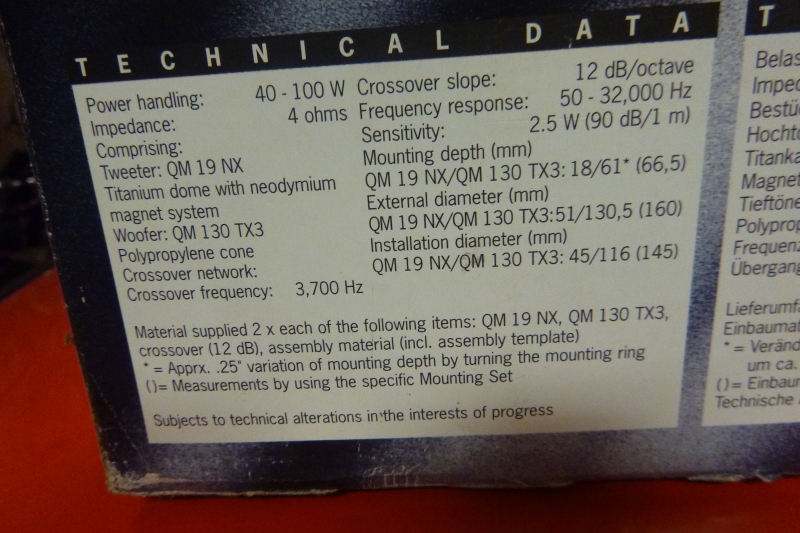 TECHNICAL DATA
Power handling: 40 - 100 W
Impedance: 4 ohms
Comprising:
Tweeter: QM 19 NX
Titanium dome with neodymium
magnet system
Woofer: QM 130 TX3
Polypropylene cone
Crossover network:
Crossover frequency: 3,700 Hz
Crossover slope: 12 dB/octave
Frequency response: 50 - 32,000 Hz
Sensitivity: 2.5 W (90 dB/1 m)
Mounting depth (mm)
QM 19 NX/QM 130 TX3: 18/61* (66,5)
External diameter (mm)
QM 19 NX/QM 130 TX3:51/130,5 (160)
Installation diameter (mm)
QM 19 NX/QM 130 TX3: 45/116 (145)
Material supplied 2 x each of the following items: QM 19 NX, QM 130 TX3,
crossover (12 dB), assembly material (incl. assembly template)
* = Apprx. .25" variation of mounting depth by turning the mounting ring
()= Measurements by using the specific Mounting Set
Subjects to technical alterations in the interests of progress
T
Belas
Imped
Bestü
Hochto
Titanka
Magnet
Tieftöne
Polyprop
Frequenz
Übergang
Lieferumfa
Einbaumat
* = Veränd
um ca.
()= Einbau
Technische